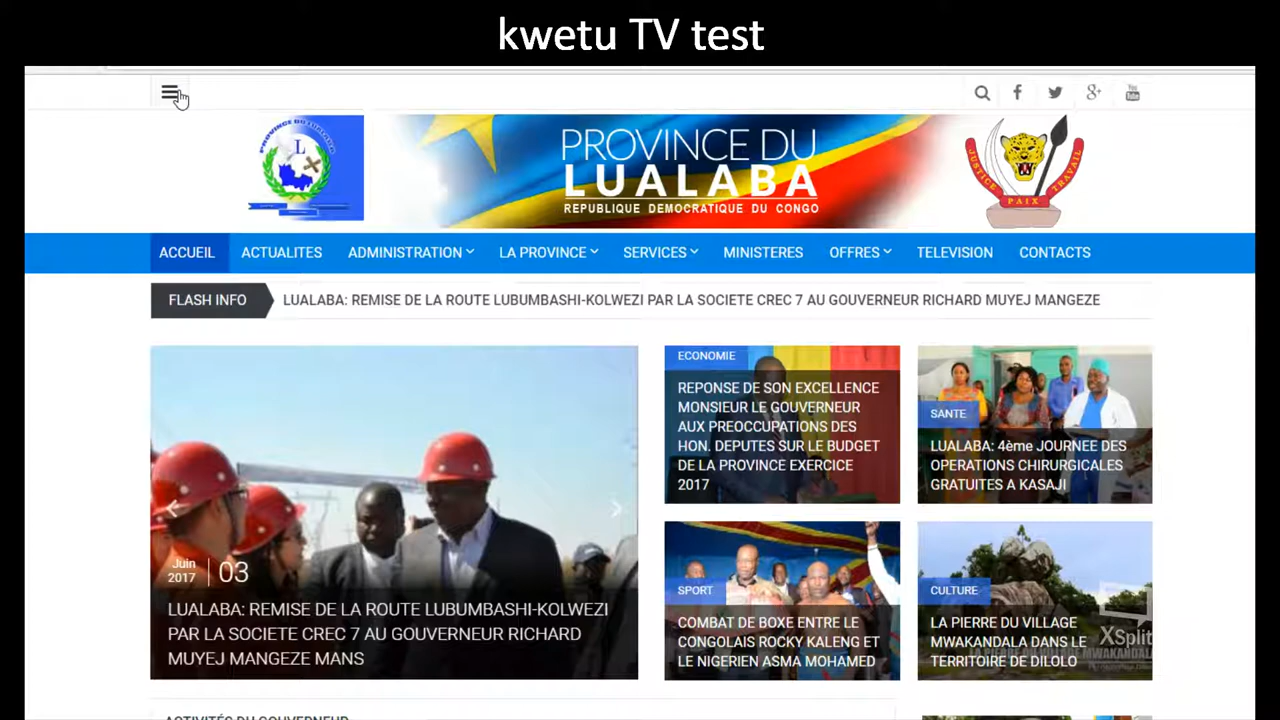 kwetu TV test
PROVINCE DU LUALABA
L
PROVINCE DU
LUALABA
REPUBLIQUE DEMOCRATIQUE DU CONGO
JUSTICE
PAIX
TRAVAIL
ACCUEIL ACTUALITES ADMINISTRATION LA PROVINCE SERVICES MINISTERES OFFRES TELEVISION CONTACTS
FLASH INFO
LUALABA: REMISE DE LA ROUTE LUBUMBASHI-KOLWEZI PAR LA SOCIETE CREC 7 AU GOUVERNEUR RICHARD MUYEJ MANGEZE
Juin
2017
03
LUALABA: REMISE DE LA ROUTE LUBUMBASHI-KOLWEZI
PAR LA SOCIETE CREC 7 AU GOUVERNEUR RICHARD
MUYEJ MANGEZE MANS
ECONOMIE
REPONSE DE SON EXCELLENCE
MONSIEUR LE GOUVERNEUR
AUX PREOCCUPATIONS DES
HON. DEPUTES SUR LE BUDGET
DE LA PROVINCE EXERCICE
2017
SANTE
LUALABA: 4ème JOURNEE DES
OPERATIONS CHIRURGICALES
GRATUITES A KASAJI
SPORT
COMBAT DE BOXE ENTRE LE
CONGOLAIS ROCKY KALENG ET
LE NIGERIEN ASMA MOHAMED
CULTURE
LA PIERRE DU VILLAGE
MWAKANDALA DANS LE
TERRITOIRE DE DILOLO
XSplit
ACTIVITÉS DU GOUVERNEUR